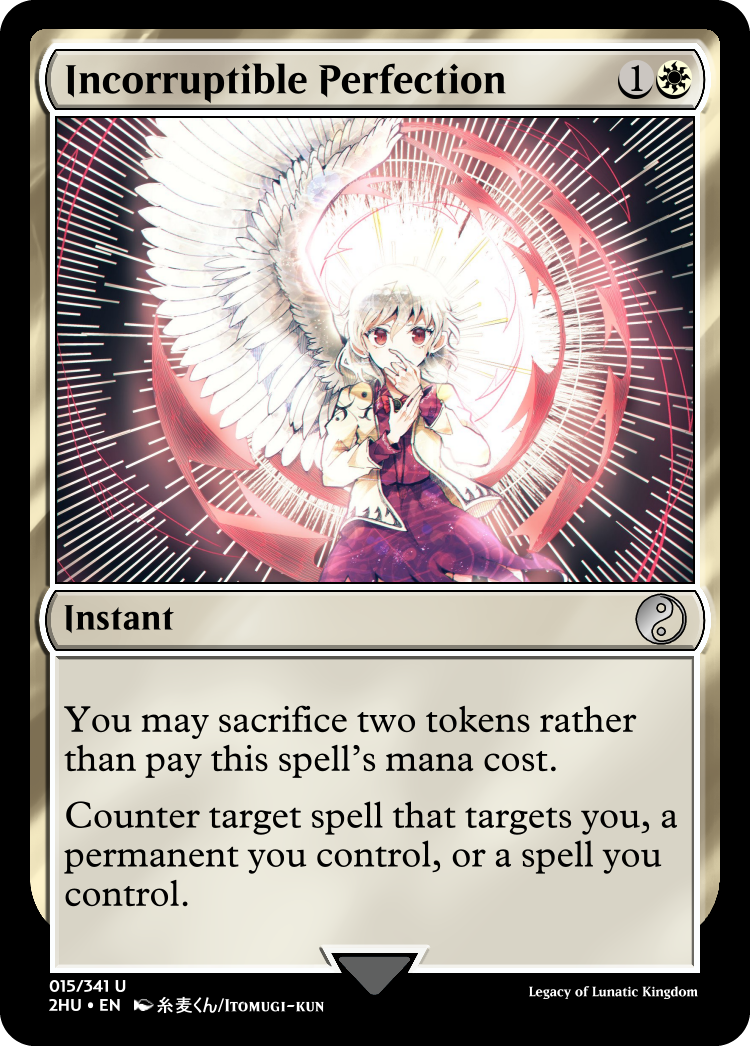 Incorruptible Perfection 1
Instant
You may sacrifice two tokens rather
than pay this spell's mana cost.
Counter target spell that targets you, a
permanent you control, or a spell you
control.
015/341 U
2HU • EN 糸麦くん/Itomugi-kun
Legacy of Lunatic Kingdom